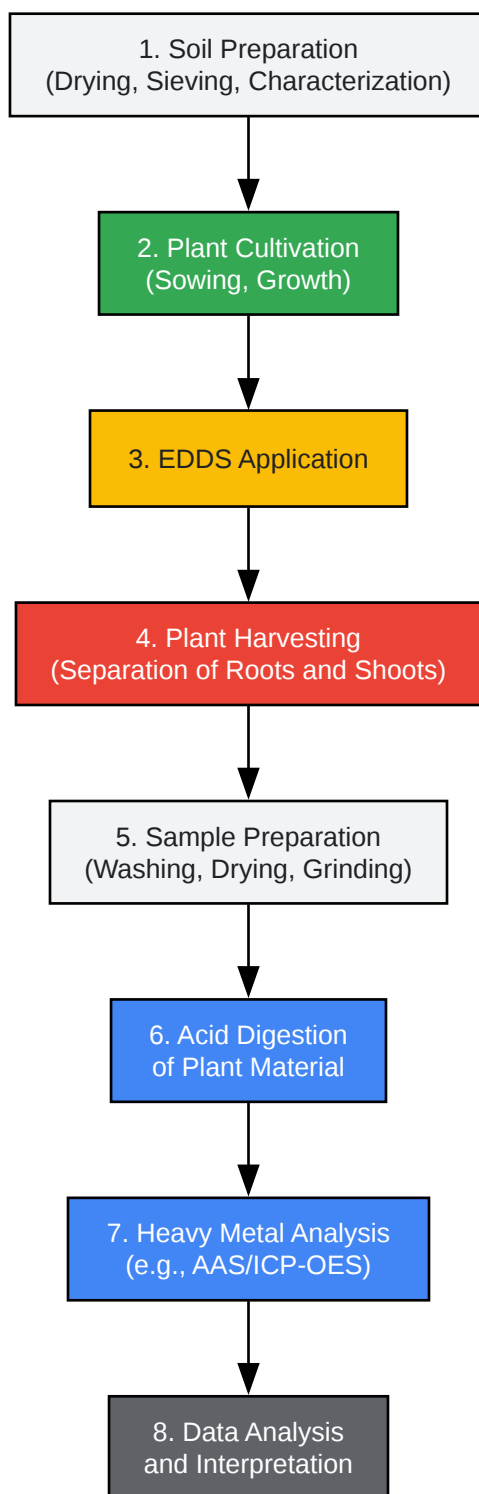 1. Soil Preparation
(Drying, Sieving, Characterization)
2. Plant Cultivation
(Sowing, Growth)
3. EDDS Application
4. Plant Harvesting
(Separation of Roots and Shoots)
5. Sample Preparation
(Washing, Drying, Grinding)
6. Acid Digestion
of Plant Material
7. Heavy Metal Analysis
(e.g., AAS/ICP-OES)
8. Data Analysis
and Interpretation